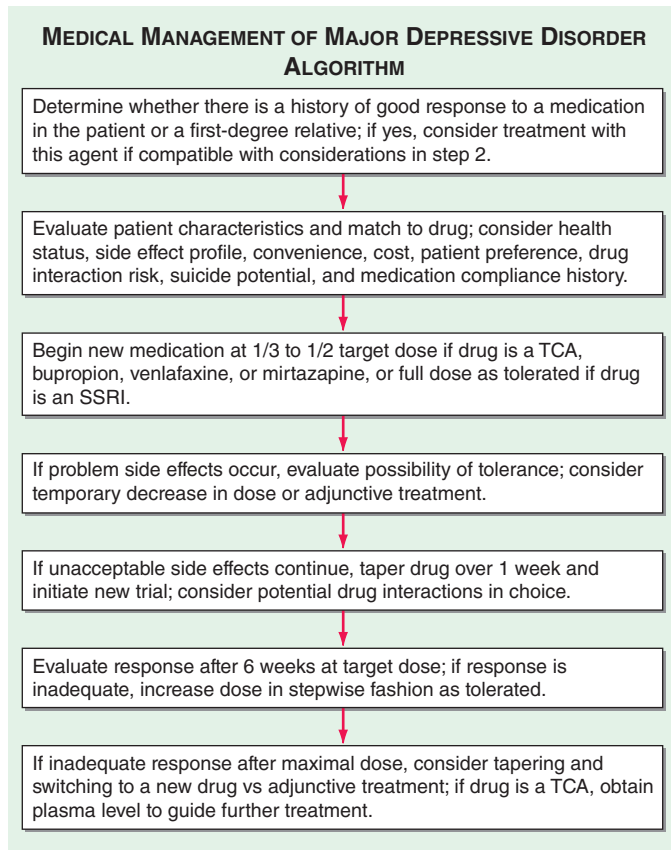 MEDICAL MANAGEMENT OF MAJOR DEPRESSIVE DISORDER
ALGORITHM
Determine whether there is a history of good response to a medication
in the patient or a first-degree relative; if yes, consider treatment with
this agent if compatible with considerations in step 2.
Evaluate patient characteristics and match to drug; consider health
status, side effect profile, convenience, cost, patient preference, drug
interaction risk, suicide potential, and medication compliance history.
Begin new medication at 1/3 to 1/2 target dose if drug is a TCA,
bupropion, venlafaxine, or mirtazapine, or full dose as tolerated if drug
is an SSRI.
If problem side effects occur, evaluate possibility of tolerance; consider
temporary decrease in dose or adjunctive treatment.
If unacceptable side effects continue, taper drug over 1 week and
initiate new trial; consider potential drug interactions in choice.
Evaluate response after 6 weeks at target dose; if response is
inadequate, increase dose in stepwise fashion as tolerated.
If inadequate response after maximal dose, consider tapering and
switching to a new drug vs adjunctive treatment; if drug is a TCA, obtain
plasma level to guide further treatment.